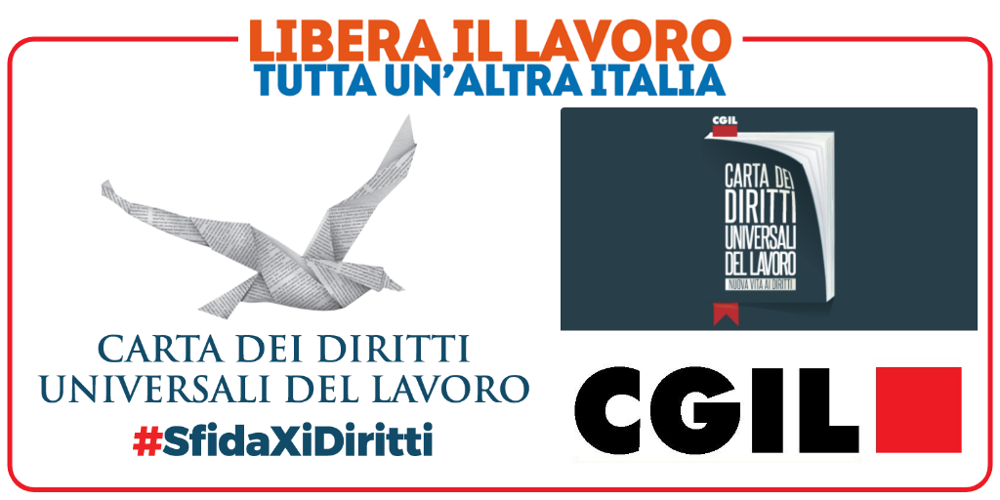 LIBERA IL LAVORO
TUTTA UN'ALTRA ITALIA
CARTA DEI DIRITTI
UNIVERSALI DEL LAVORO
#SfidaXiDiritti
CGIL
CARTA DEI
DIRITTI
UNIVERSALI
DEL LAVORO
NUOVA VITA AI DIRITTI
CGIL